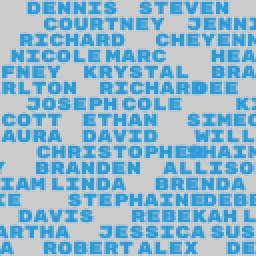 DENNIS STEVEN
COURTNEY JENNI
RICHARD CHEYENN
NICOLE MARC HEA
FNEY KRYSTAL BRA
RLTON RICHARD DEE
JOSEPH COLE KI
COTT ETHAN SIMEO
AURA DAVID WILL
CHRISTOPHER SHAIN
Y BRANDEN ALLISO
IAM LINDA BRENDA
IE STEPHAINE DEBE
DAVIS REBEKAH L
ARTHA JESSICA SUS
A ROBERT ALEX DE